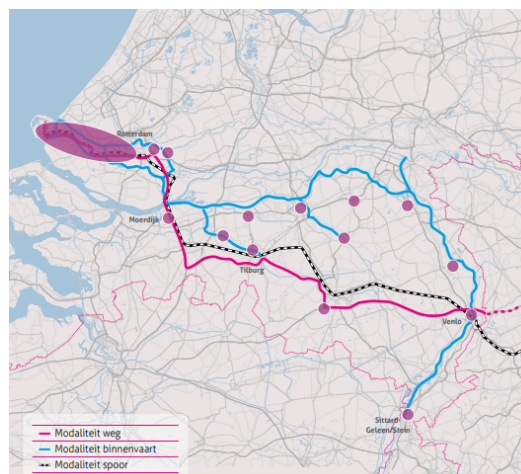 Rotterdam
Moerdijk
Tilburg
Venlo
Sittard
Geleen/Stein
Modaliteit weg
Modaliteit binnenvaart
Modaliteit spoor